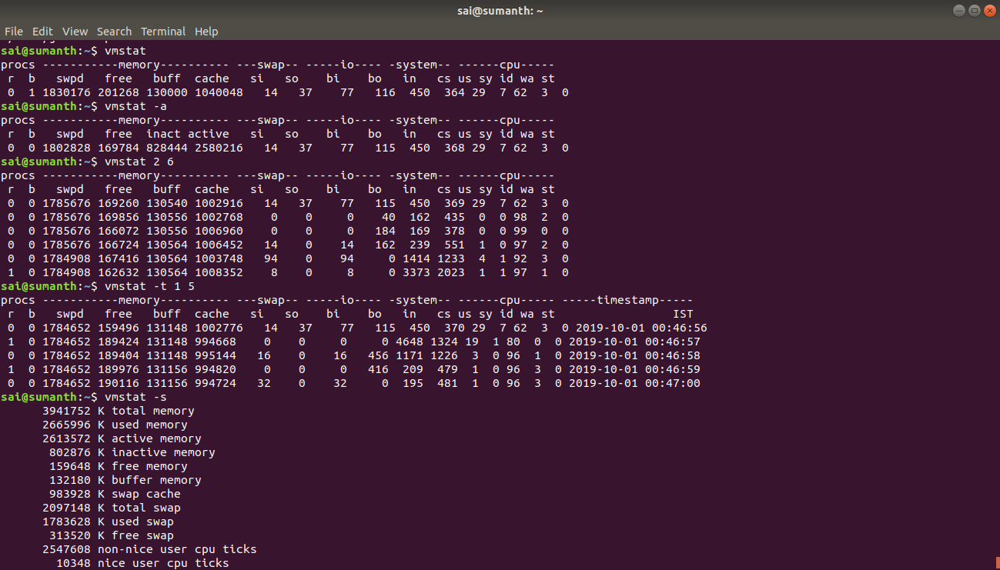 sai@sumanth: ~
File Edit View Search Terminal Help
sai@sumanth:~$ vmstat
procs -----------memory---------- ---swap-- -----io---- -system-- ------cpu-----
 r  b   swpd   free   buff  cache   si   so    bi    bo   in   cs us sy id wa st
 0  1 1830176 201268 130000 1040048   14   37    77   116  450  364 29  7 62  3  0
sai@sumanth:~$ vmstat -a
procs -----------memory---------- ---swap-- -----io---- -system-- ------cpu-----
 r  b   swpd   free  inact active   si   so    bi    bo   in   cs us sy id wa st
 0  0 1802828 169784 828444 2580216   14   37    77   115  450  368 29  7 62  3  0
sai@sumanth:~$ vmstat 2 6
procs -----------memory---------- ---swap-- -----io---- -system-- ------cpu-----
 r  b   swpd   free   buff  cache   si   so    bi    bo   in   cs us sy id wa st
 0  0 1785676 169260 130540 1002916   14   37    77   115  450  369 29  7 62  3  0
 0  0 1785676 169856 130556 1002768    0    0     0    40  162  435  0  0 98  2  0
 0  0 1785676 166072 130556 1006960    0    0     0   184  169  378  0  0 99  0  0
 0  0 1785676 166724 130564 1006452   14    0    14   162  239  551  1  0 97  2  0
 0  0 1784908 167416 130564 1003748   94    0    94     0 1414 1233  4  1 92  3  0
 1  0 1784908 162632 130564 1008352    8    0     8     0 3373 2023  1  1 97  1  0
sai@sumanth:~$ vmstat -t 1 5
procs -----------memory---------- ---swap-- -----io---- -system-- ------cpu----- ----timestamp-----
 r  b   swpd   free   buff  cache   si   so    bi    bo   in   cs us sy id wa st                 IST
 0  0 1784652 159496 131148 1002776   14   37    77   115  450  370 29  7 62  3  0 2019-10-01 00:46:56
 1  0 1784652 189424 131148 994668    0    0     0     0 4648 1324 19  1 80  0  0 2019-10-01 00:46:57
 0  0 1784652 189404 131148 995144   16    0    16   456 1171 1226  3  0 96  1  0 2019-10-01 00:46:58
 1  0 1784652 189976 131156 994820    0    0     0   416  209  479  1  0 96  3  0 2019-10-01 00:46:59
 0  0 1784652 190116 131156 994724   32    0    32     0  195  481  1  0 96  3  0 2019-10-01 00:47:00
sai@sumanth:~$ vmstat -s
      3941752 K total memory
      2665996 K used memory
      2613572 K active memory
       802876 K inactive memory
       159648 K free memory
       132180 K buffer memory
       983928 K swap cache
      2097148 K total swap
      1783628 K used swap
       313520 K free swap
      2547608 non-nice user cpu ticks
        10348 nice user cpu ticks